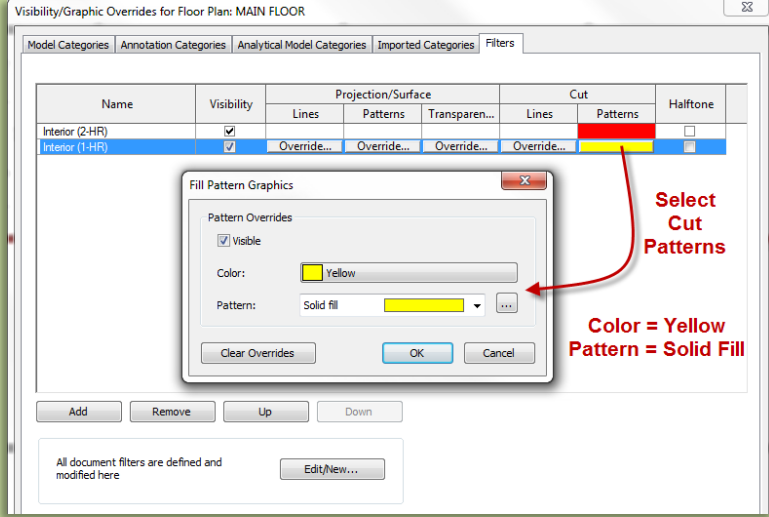 Visibility/Graphic Overrides for Floor Plan: MAIN FLOOR
Model Categories Annotation Categories Analytical Model Categories Imported Categories Filters
Name Visibility Projection/Surface Cut Halftone
Lines Patterns Transparen... Lines Patterns
Interior (2-HR)
Interior (1-HR) Override... Override... Override... Override...
Fill Pattern Graphics
Pattern Overrides
Visible
Color: Yellow
Pattern: Solid fill ...
Clear Overrides OK Cancel
Select
Cut
Patterns
Color = Yellow
Pattern = Solid Fill
Add Remove Up Down
All document filters are defined and
modified here
Edit/New...